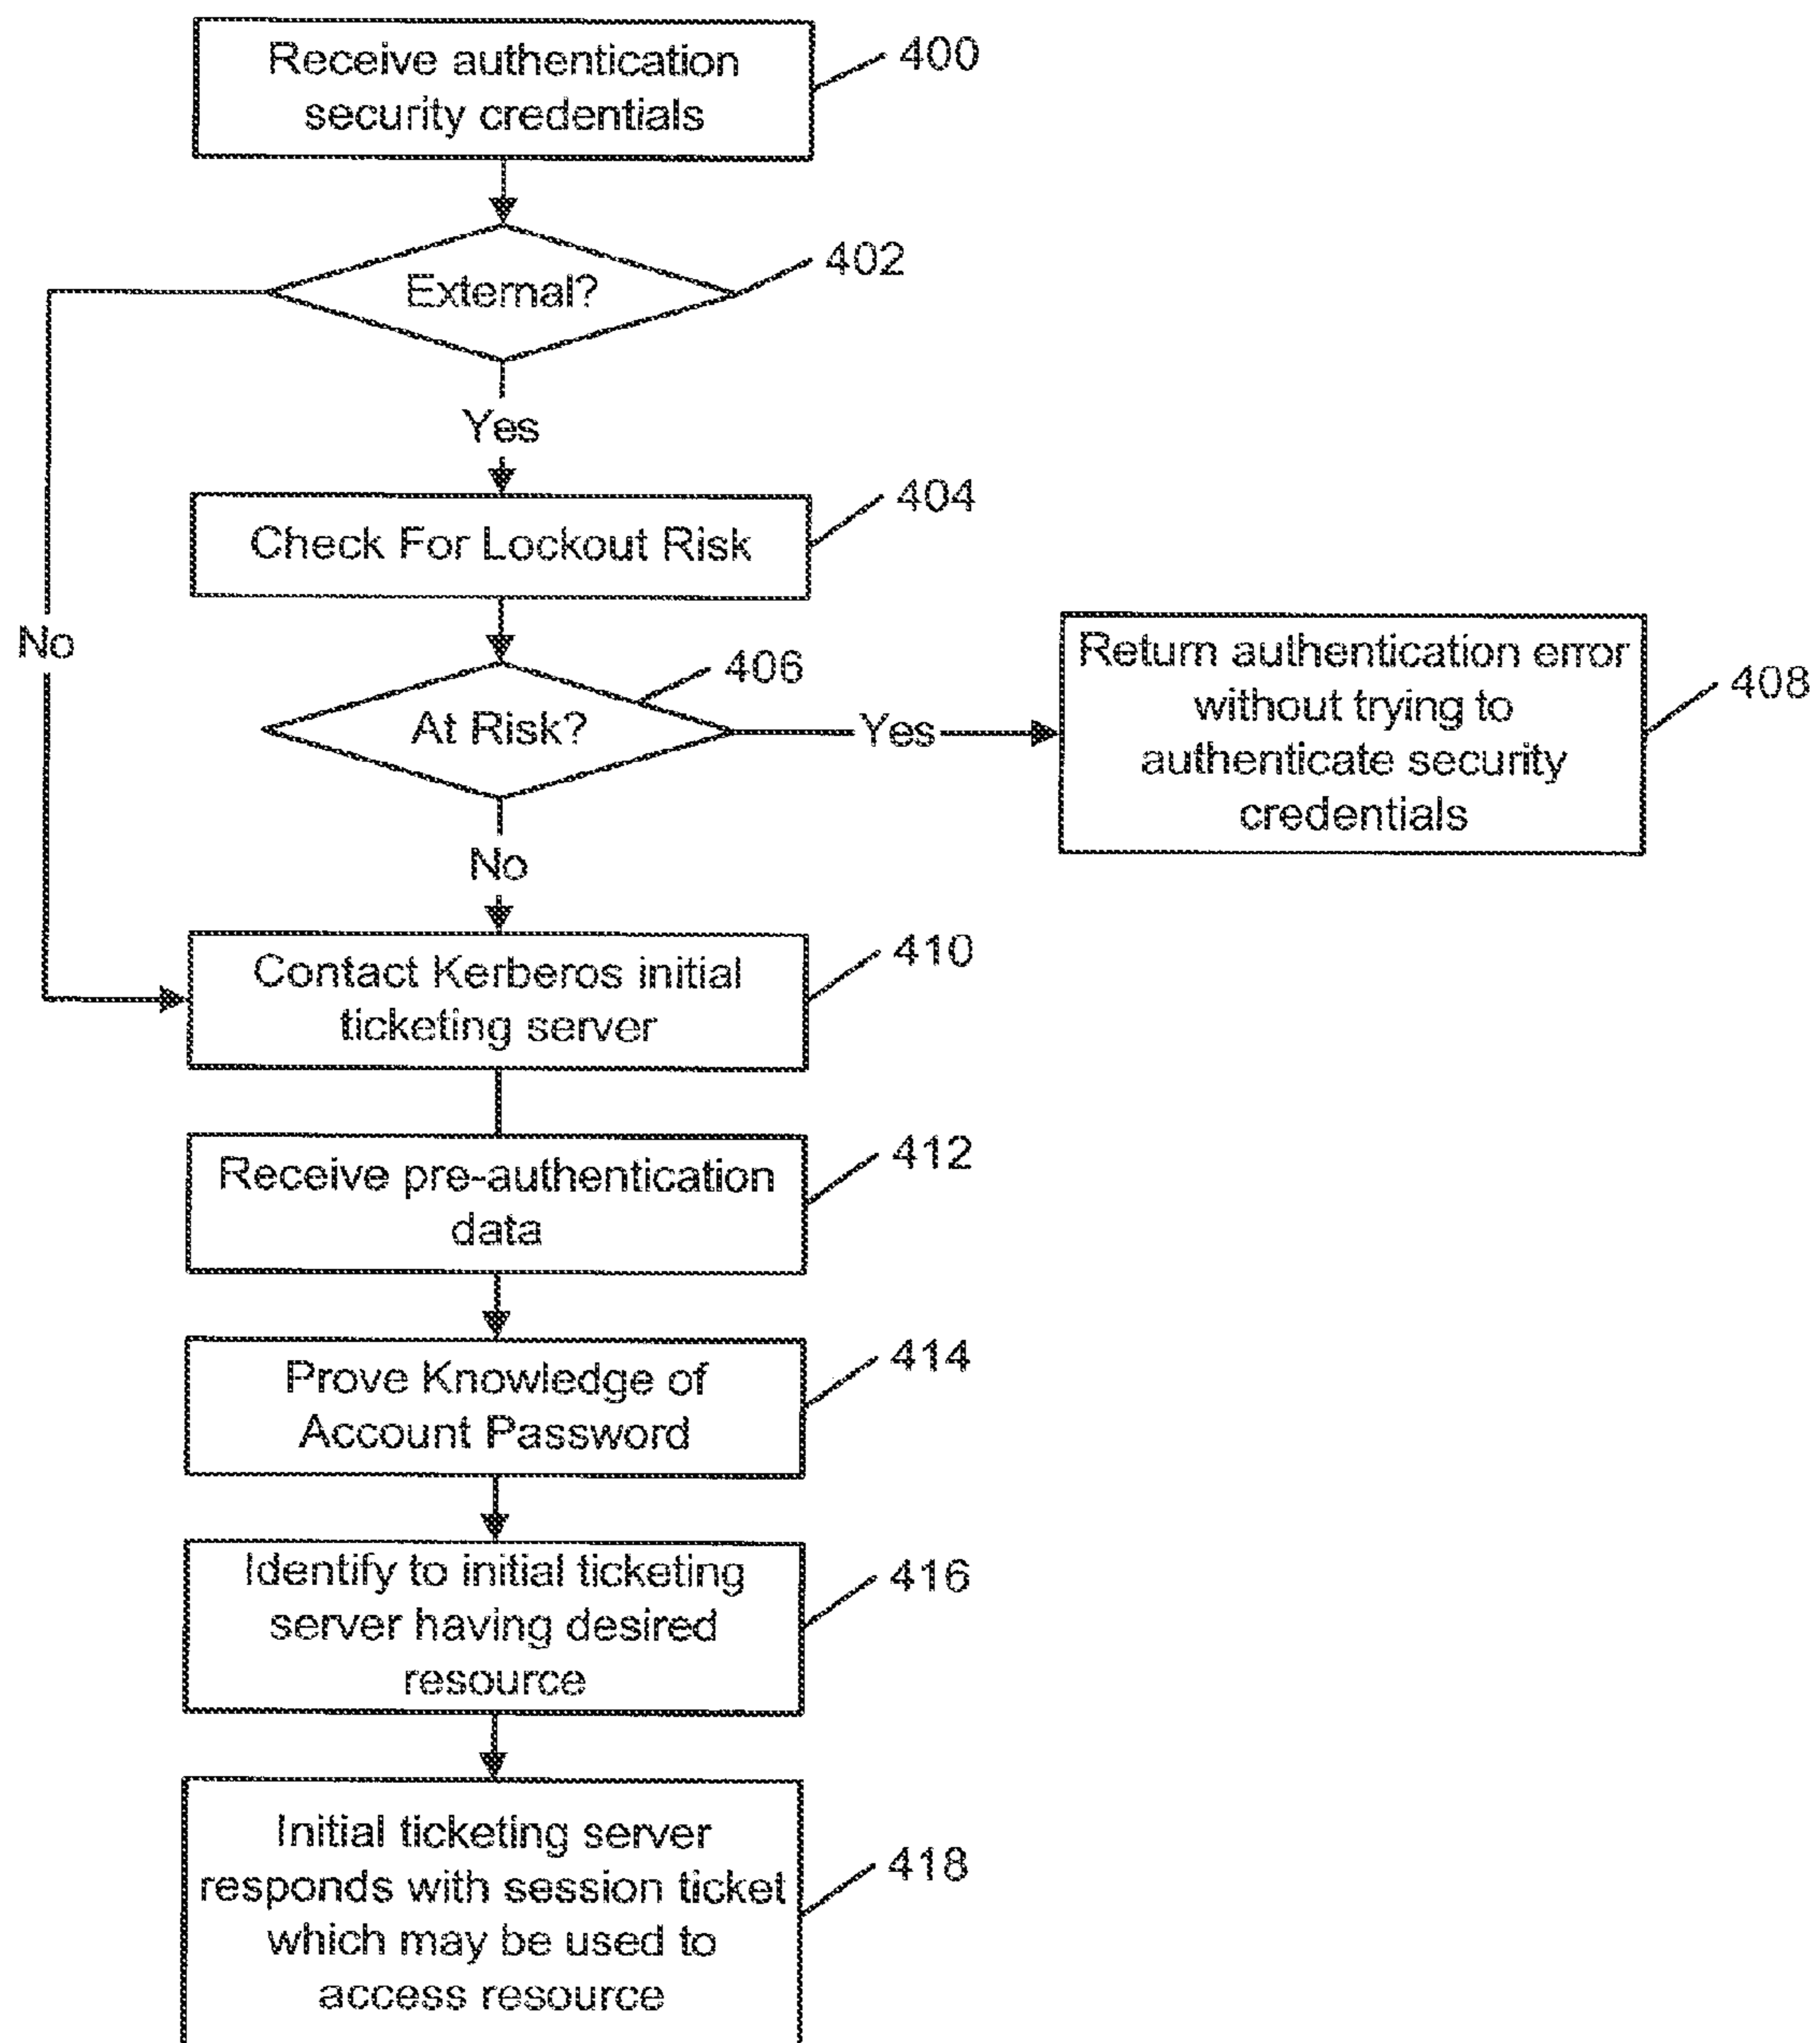 Receive authentication
security credentials
400
External?
402
Yes
Check For Lockout Risk
404
No
At Risk?
406
Yes
Return authentication error
without trying to
authenticate security
credentials
408
No
Contact Kerberos initial
ticketing server
410
Receive pre-authentication
data
412
Prove Knowledge of
Account Password
414
Identify to initial ticketing
server having desired
resource
416
Initial ticketing server
responds with session ticket
which may be used to
access resource
418